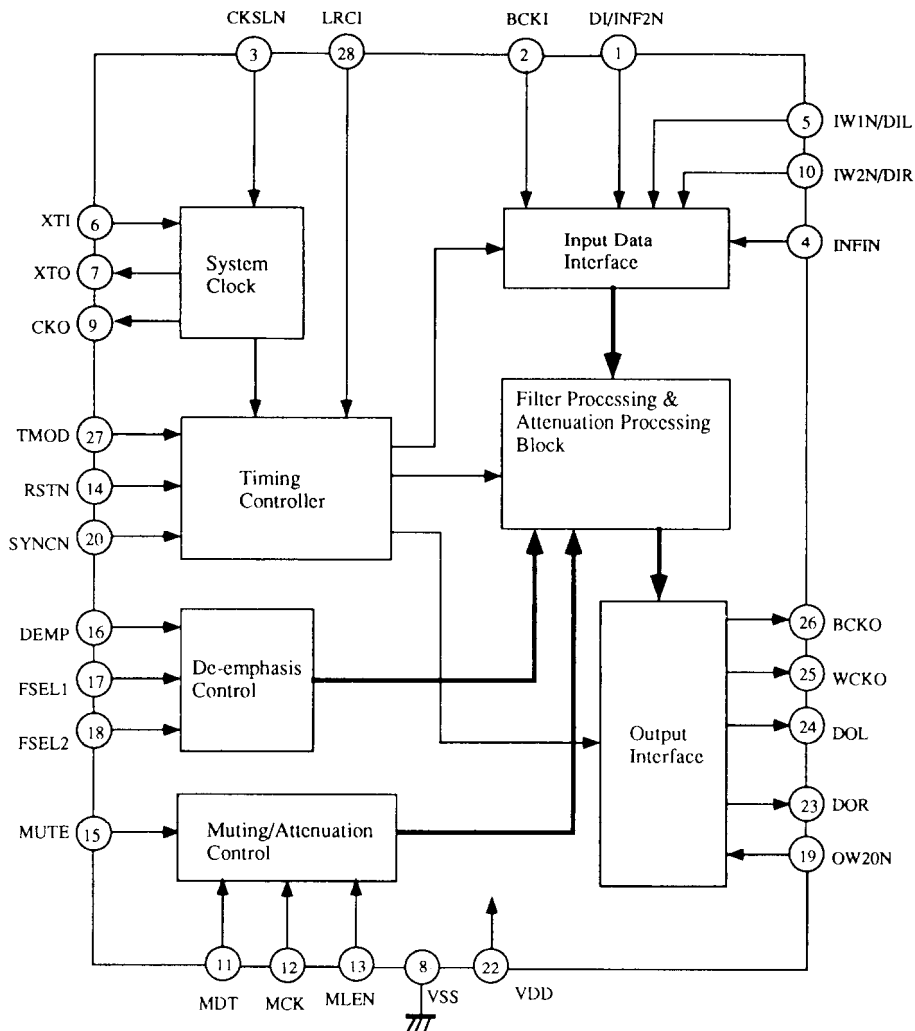 CKSLN LRCI BCKI DI/INF2N
3 28 2 1
5 IW1N/DIL
10 IW2N/DIR
XTI 6
4 INFIN
System
Clock
Input Data
Interface
XTO 7
CKO 9
Filter Processing &
Attenuation Processing
Block
TMOD 27
Timing
Controller
RSTN 14
SYNCN 20
DEMP 16
26 BCKO
De-emphasis
Control
FSEL1 17
25 WCKO
FSEL2 18
24 DOL
Output
Interface
23 DOR
MUTE 15
Muting/Attenuation
Control
19 OW20N
11 12 13 8 22
MDT MCK MLEN VSS VDD